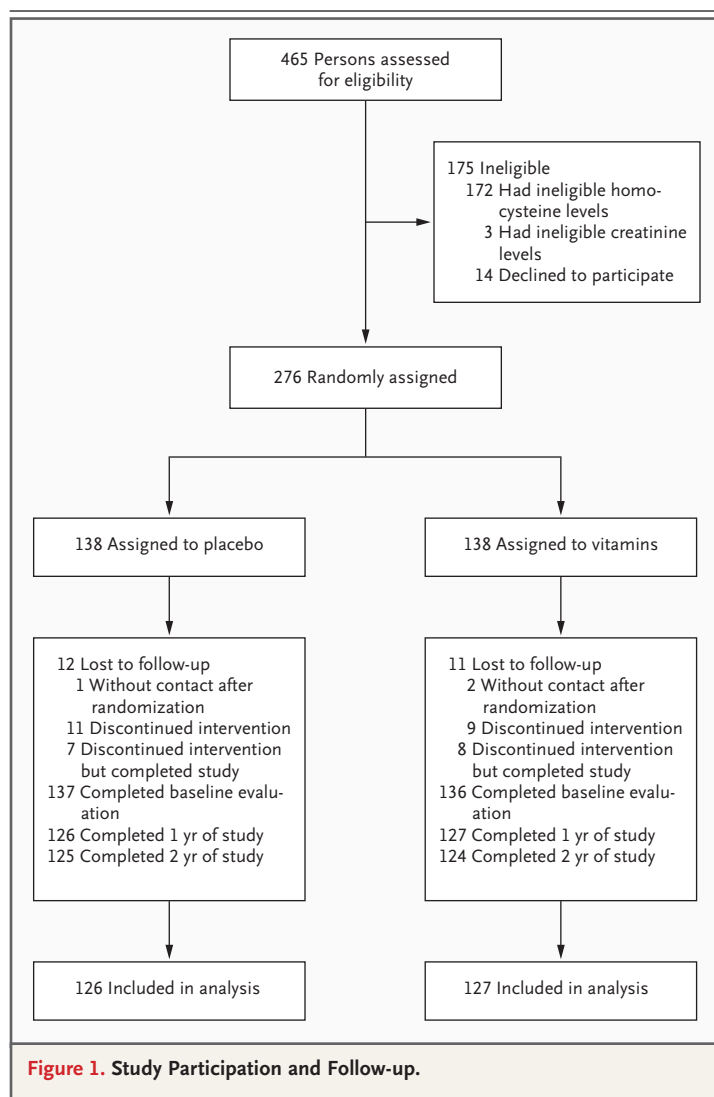 465 Persons assessed
for eligibility
175 Ineligible
172 Had ineligible homo-
cysteine levels
3 Had ineligible creatinine
levels
14 Declined to participate
276 Randomly assigned
138 Assigned to placebo
138 Assigned to vitamins
12 Lost to follow-up
1 Without contact after
randomization
11 Discontinued intervention
7 Discontinued intervention
but completed study
137 Completed baseline evalu-
ation
126 Completed 1 yr of study
125 Completed 2 yr of study
11 Lost to follow-up
2 Without contact after
randomization
9 Discontinued intervention
8 Discontinued intervention
but completed study
136 Completed baseline evalu-
ation
127 Completed 1 yr of study
124 Completed 2 yr of study
126 Included in analysis
127 Included in analysis
Figure 1. Study Participation and Follow-up.